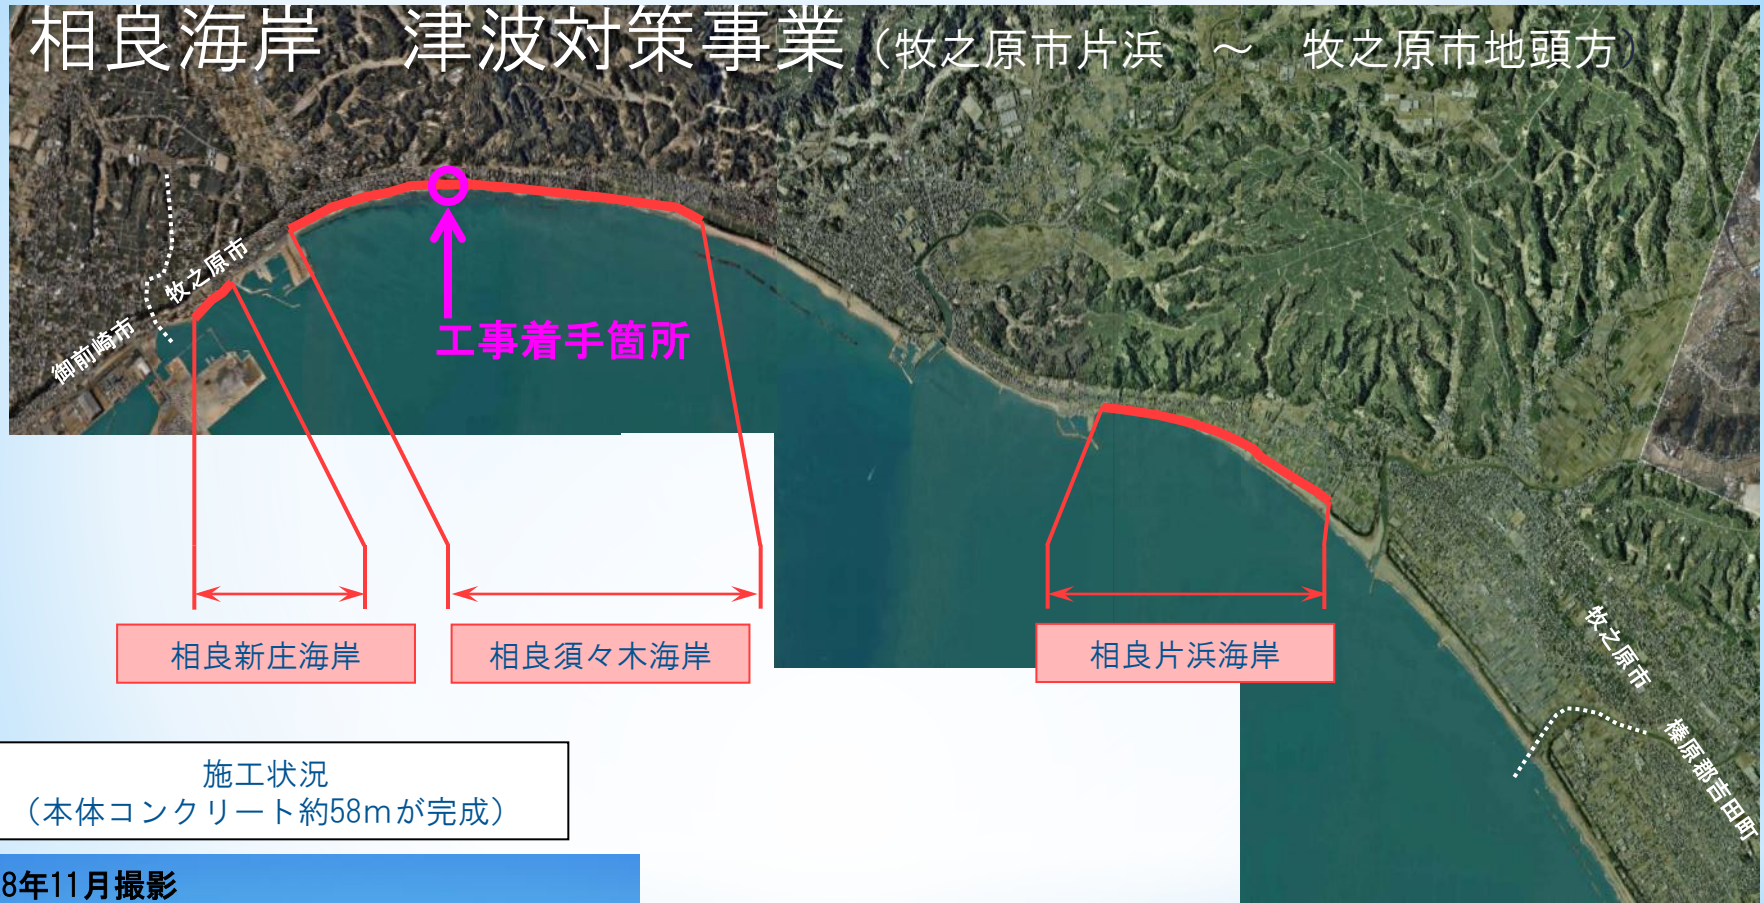 相良海岸　津波対策事業（牧之原市片浜　～　牧之原市地頭方）
牧之原市
御前崎市
工事着手箇所
相良新庄海岸
相良須々木海岸
相良片浜海岸
牧之原市
榛原郡吉田町
施工状況
（本体コンクリート約58mが完成）
8年11月撮影